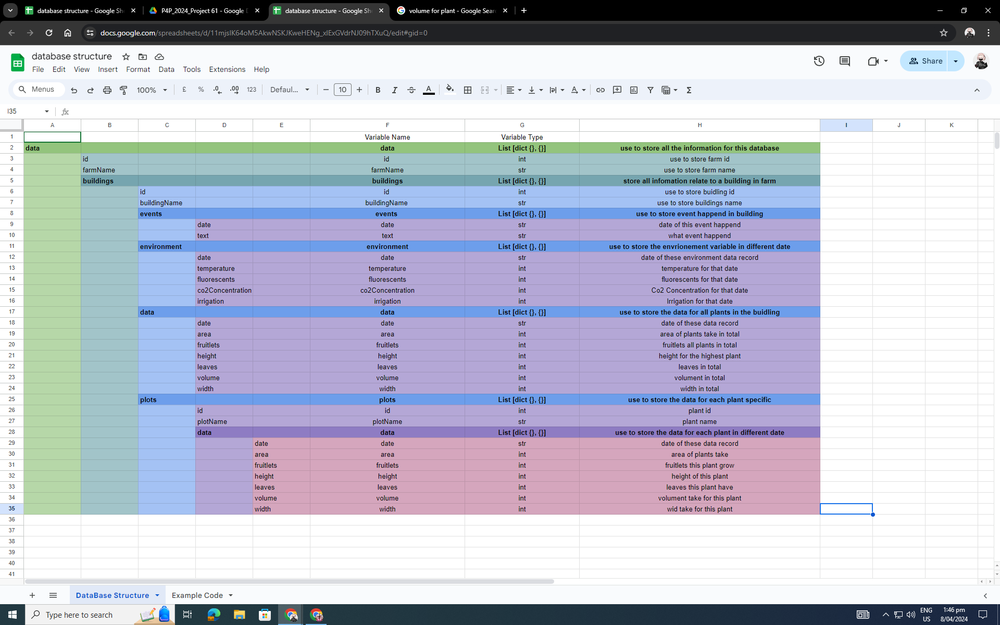 database structure - Google Sh
P4P_2024_Project 61 - Google D
database structure - Google Sh
volume for plant - Google Sear
docs.google.com/spreadsheets/d/11mjslK64oM5AkwNSKJKweHENg_xlExGVdrNJ09hTXuQ/edit#gid=0
database structure
File Edit View Insert Format Data Tools Extensions Help
Share
Menus 100% £ % .0 .00 123 Defaul... 10 B I A
I35 fx
A B C D E F G H I J K
1 Variable Name Variable Type
2 data data List [dict {}, {}] use to store all the information for this database
3 id id int use to store farm id
4 farmName farmName str use to store farm name
5 buildings buildings List [dict {}, {}] store all infomation relate to a building in farm
6 id id int use to store buidling id
7 buildingName buildingName str use to store buildings name
8 events events List [dict {}, {}] use to store event happend in building
9 date date str date of this event happend
10 text text str what event happend
11 environment environment List [dict {}, {}] use to store the envrionement variable in different date
12 date date str date of these environment data record
13 temperature temperature int temperature for that date
14 fluorescents fluorescents int fluorescents for that date
15 co2Concentration co2Concentration int Co2 Concentration for that date
16 irrigation irrigation int Irrigation for that date
17 data data List [dict {}, {}] use to store the data for all plants in the buidling
18 date date str date of these data record
19 area area int area of plants take in total
20 fruitlets fruitlets int fruitlets all plants in total
21 height height int height for the highest plant
22 leaves leaves int leaves in total
23 volume volume int volument in total
24 width width int width in total
25 plots plots List [dict {}, {}] use to store the data for each plant specific
26 id id int plant id
27 plotName plotName str plant name
28 data data List [dict {}, {}] use to store the data for each plant in different date
29 date date str date of these data record
30 area area int area of plants take
31 fruitlets fruitlets int fruitlets this plant grow
32 height height int height of this plant
33 leaves leaves int leaves this plant have
34 volume volume int volument take for this plant
35 width width int wid take for this plant
36
37
38
39
40
41
DataBase Structure Example Code
Type here to search
ENG 1:46 pm
US 8/04/2024